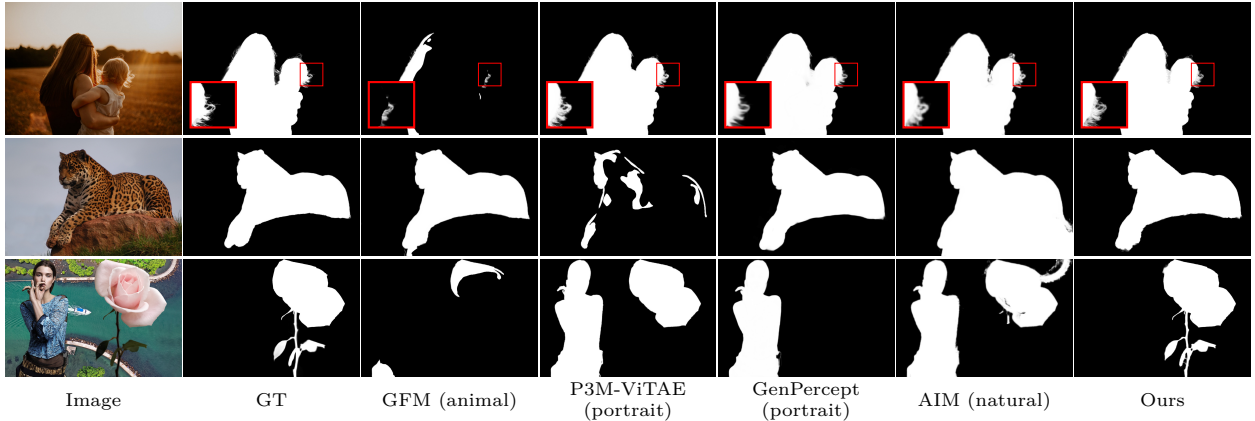 Image
GT
GFM (animal)
P3M-ViTAE
(portrait)
GenPercept
(portrait)
AIM (natural)
Ours